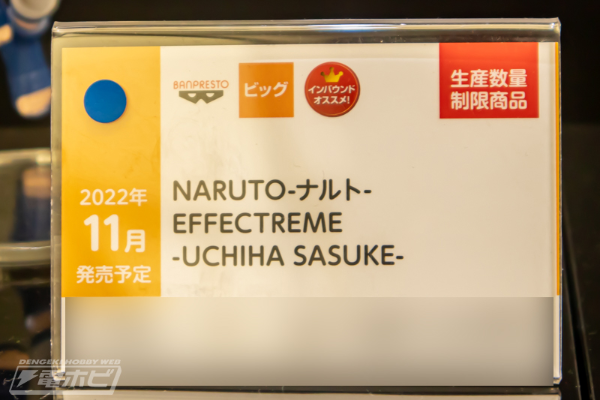 BANPRESTO
ビッグ
インバウンド
オススメ!
生産数量
制限商品
2022年
11月
発売予定
NARUTO-ナルト-
EFFECTREME
-UCHIHA SASUKE-
DENGEKI HOBBY WEB
電ホビ